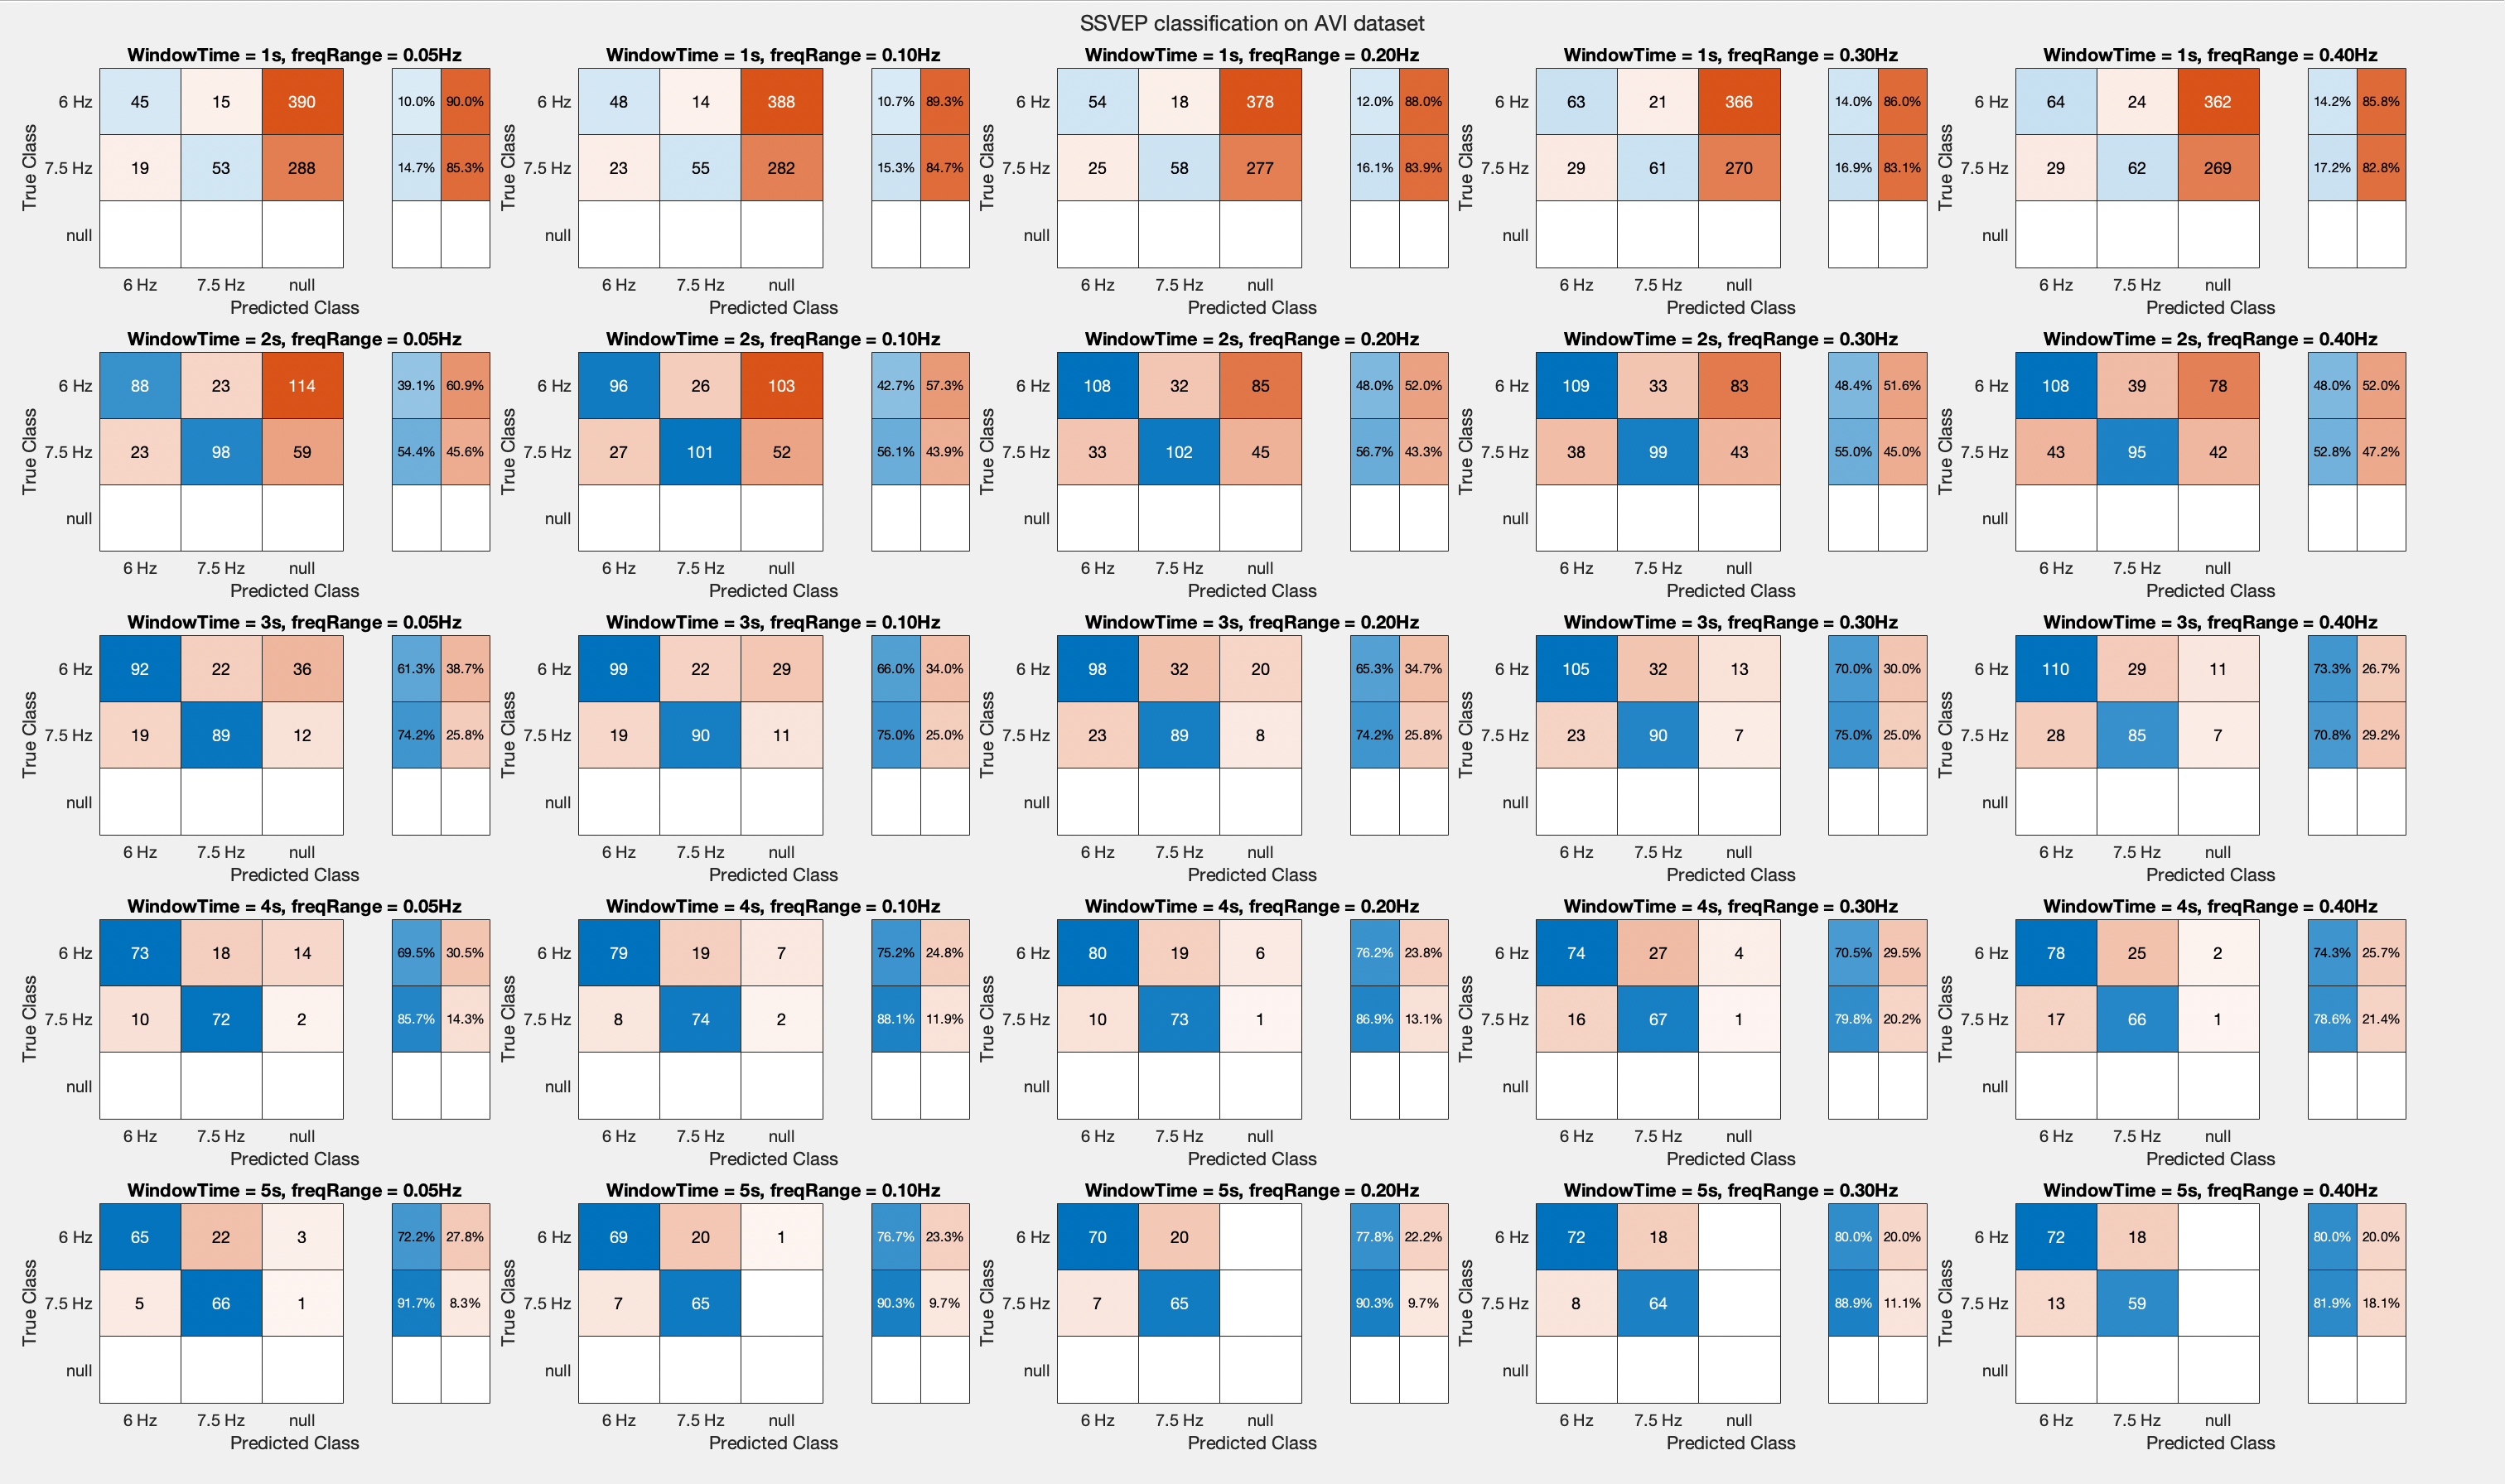 SSVEP classification on AVI dataset
WindowTime = 1s, freqRange = 0.05Hz WindowTime = 1s, freqRange = 0.10Hz WindowTime = 1s, freqRange = 0.20Hz WindowTime = 1s, freqRange = 0.30Hz WindowTime = 1s, freqRange = 0.40Hz
6 Hz 45 15 390 10.0% 90.0% 6 Hz 48 14 388 10.7% 89.3% 6 Hz 54 18 378 12.0% 88.0% 6 Hz 63 21 366 14.0% 86.0% 6 Hz 64 24 362 14.2% 85.8%
True Class True Class True Class True Class True Class
7.5 Hz 19 53 288 14.7% 85.3% 7.5 Hz 23 55 282 15.3% 84.7% 7.5 Hz 25 58 277 16.1% 83.9% 7.5 Hz 29 61 270 16.9% 83.1% 7.5 Hz 29 62 269 17.2% 82.8%
null null null null null
6 Hz 7.5 Hz null 6 Hz 7.5 Hz null 6 Hz 7.5 Hz null 6 Hz 7.5 Hz null 6 Hz 7.5 Hz null
Predicted Class Predicted Class Predicted Class Predicted Class Predicted Class
WindowTime = 2s, freqRange = 0.05Hz WindowTime = 2s, freqRange = 0.10Hz WindowTime = 2s, freqRange = 0.20Hz WindowTime = 2s, freqRange = 0.30Hz WindowTime = 2s, freqRange = 0.40Hz
6 Hz 88 23 114 39.1% 60.9% 6 Hz 96 26 103 42.7% 57.3% 6 Hz 108 32 85 48.0% 52.0% 6 Hz 109 33 83 48.4% 51.6% 6 Hz 108 39 78 48.0% 52.0%
True Class True Class True Class True Class True Class
7.5 Hz 23 98 59 54.4% 45.6% 7.5 Hz 27 101 52 56.1% 43.9% 7.5 Hz 33 102 45 56.7% 43.3% 7.5 Hz 38 99 43 55.0% 45.0% 7.5 Hz 43 95 42 52.8% 47.2%
null null null null null
6 Hz 7.5 Hz null 6 Hz 7.5 Hz null 6 Hz 7.5 Hz null 6 Hz 7.5 Hz null 6 Hz 7.5 Hz null
Predicted Class Predicted Class Predicted Class Predicted Class Predicted Class
WindowTime = 3s, freqRange = 0.05Hz WindowTime = 3s, freqRange = 0.10Hz WindowTime = 3s, freqRange = 0.20Hz WindowTime = 3s, freqRange = 0.30Hz WindowTime = 3s, freqRange = 0.40Hz
6 Hz 92 22 36 61.3% 38.7% 6 Hz 99 22 29 66.0% 34.0% 6 Hz 98 32 20 65.3% 34.7% 6 Hz 105 32 13 70.0% 30.0% 6 Hz 110 29 11 73.3% 26.7%
True Class True Class True Class True Class True Class
7.5 Hz 19 89 12 74.2% 25.8% 7.5 Hz 19 90 11 75.0% 25.0% 7.5 Hz 23 89 8 74.2% 25.8% 7.5 Hz 23 90 7 75.0% 25.0% 7.5 Hz 28 85 7 70.8% 29.2%
null null null null null
6 Hz 7.5 Hz null 6 Hz 7.5 Hz null 6 Hz 7.5 Hz null 6 Hz 7.5 Hz null 6 Hz 7.5 Hz null
Predicted Class Predicted Class Predicted Class Predicted Class Predicted Class
WindowTime = 4s, freqRange = 0.05Hz WindowTime = 4s, freqRange = 0.10Hz WindowTime = 4s, freqRange = 0.20Hz WindowTime = 4s, freqRange = 0.30Hz WindowTime = 4s, freqRange = 0.40Hz
6 Hz 73 18 14 69.5% 30.5% 6 Hz 79 19 7 75.2% 24.8% 6 Hz 80 19 6 76.2% 23.8% 6 Hz 74 27 4 70.5% 29.5% 6 Hz 78 25 2 74.3% 25.7%
True Class True Class True Class True Class True Class
7.5 Hz 10 72 2 85.7% 14.3% 7.5 Hz 8 74 2 88.1% 11.9% 7.5 Hz 10 73 1 86.9% 13.1% 7.5 Hz 16 67 1 79.8% 20.2% 7.5 Hz 17 66 1 78.6% 21.4%
null null null null null
6 Hz 7.5 Hz null 6 Hz 7.5 Hz null 6 Hz 7.5 Hz null 6 Hz 7.5 Hz null 6 Hz 7.5 Hz null
Predicted Class Predicted Class Predicted Class Predicted Class Predicted Class
WindowTime = 5s, freqRange = 0.05Hz WindowTime = 5s, freqRange = 0.10Hz WindowTime = 5s, freqRange = 0.20Hz WindowTime = 5s, freqRange = 0.30Hz WindowTime = 5s, freqRange = 0.40Hz
6 Hz 65 22 3 72.2% 27.8% 6 Hz 69 20 1 76.7% 23.3% 6 Hz 70 20 77.8% 22.2% 6 Hz 72 18 80.0% 20.0% 6 Hz 72 18 80.0% 20.0%
True Class True Class True Class True Class True Class
7.5 Hz 5 66 1 91.7% 8.3% 7.5 Hz 7 65 90.3% 9.7% 7.5 Hz 7 65 90.3% 9.7% 7.5 Hz 8 64 88.9% 11.1% 7.5 Hz 13 59 81.9% 18.1%
null null null null null
6 Hz 7.5 Hz null 6 Hz 7.5 Hz null 6 Hz 7.5 Hz null 6 Hz 7.5 Hz null 6 Hz 7.5 Hz null
Predicted Class Predicted Class Predicted Class Predicted Class Predicted Class